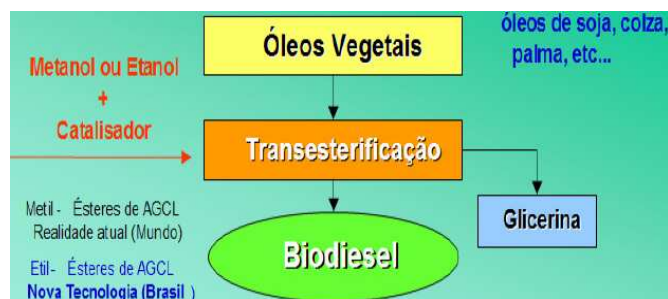 Óleos Vegetais
óleos de soja, colza,
palma, etc...
Metanol ou Etanol
+
Catalisador
Transesterificação
Metil - Ésteres de AGCL
Realidade atual (Mundo)
Glicerina
Biodiesel
Etil- Ésteres de AGCL
Nova Tecnologia (Brasil )